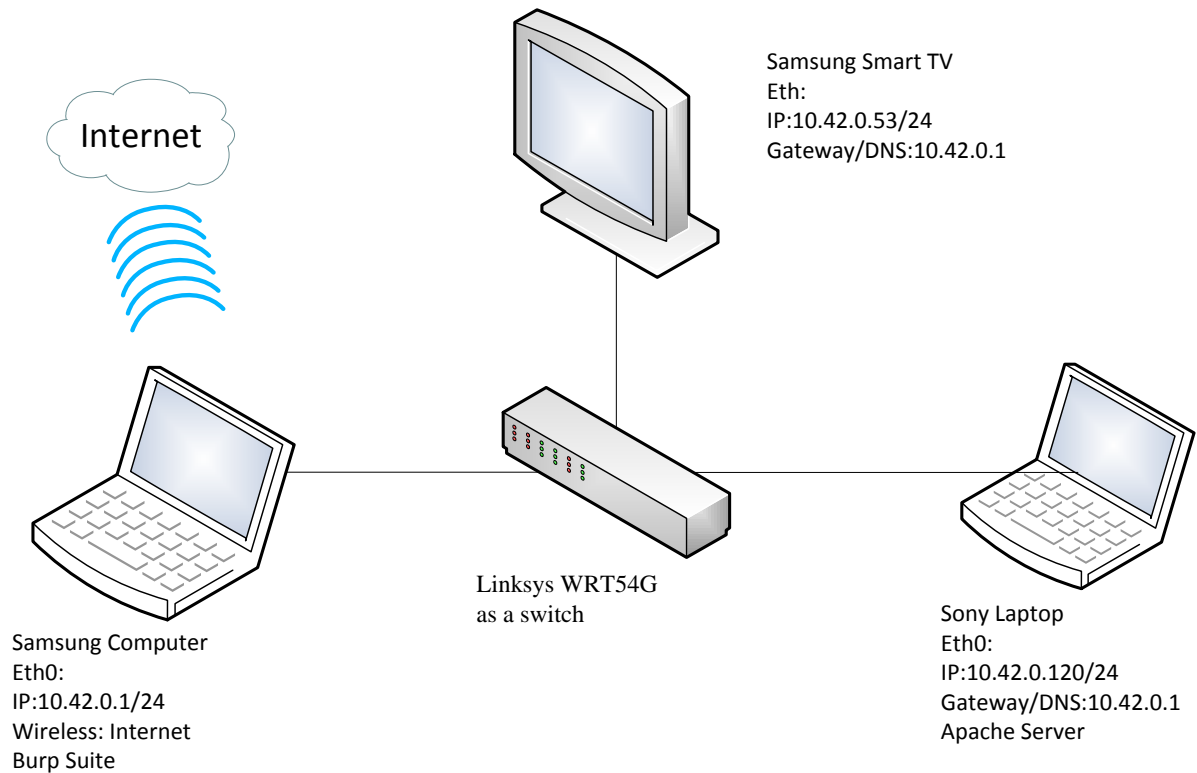 Internet
Samsung Smart TV
Eth:
IP:10.42.0.53/24
Gateway/DNS:10.42.0.1
Linksys WRT54G
as a switch
Samsung Computer
Eth0:
IP:10.42.0.1/24
Wireless: Internet
Burp Suite
Sony Laptop
Eth0:
IP:10.42.0.120/24
Gateway/DNS:10.42.0.1
Apache Server